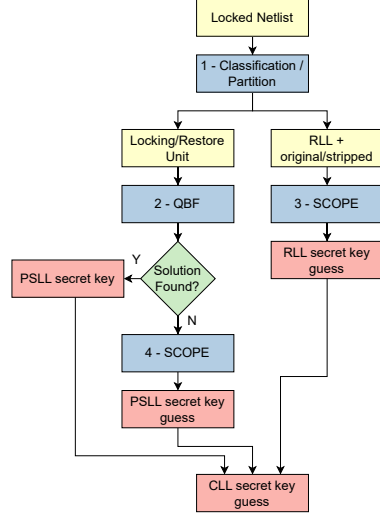 Locked Netlist
1 - Classification /
Partition
Locking/Restore
Unit
RLL +
original/stripped
2 - QBF
3 - SCOPE
RLL secret key
guess
Y
Solution
Found?
PSLL secret key
N
4 - SCOPE
PSLL secret key
guess
CLL secret key
guess